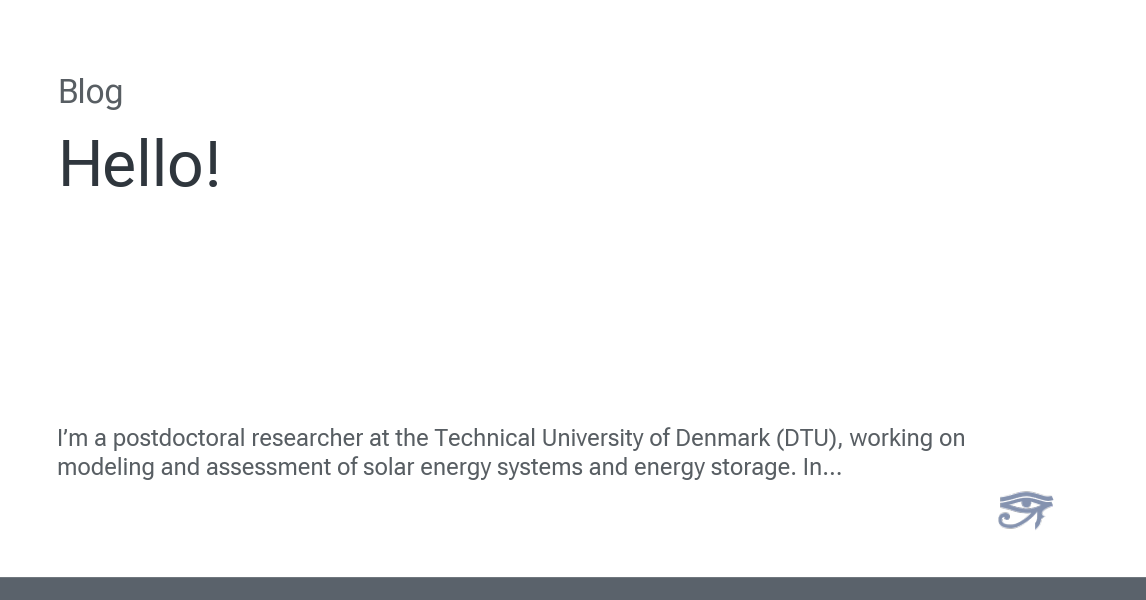 Blog
Hello!
I’m a postdoctoral researcher at the Technical University of Denmark (DTU), working on
modeling and assessment of solar energy systems and energy storage. In...